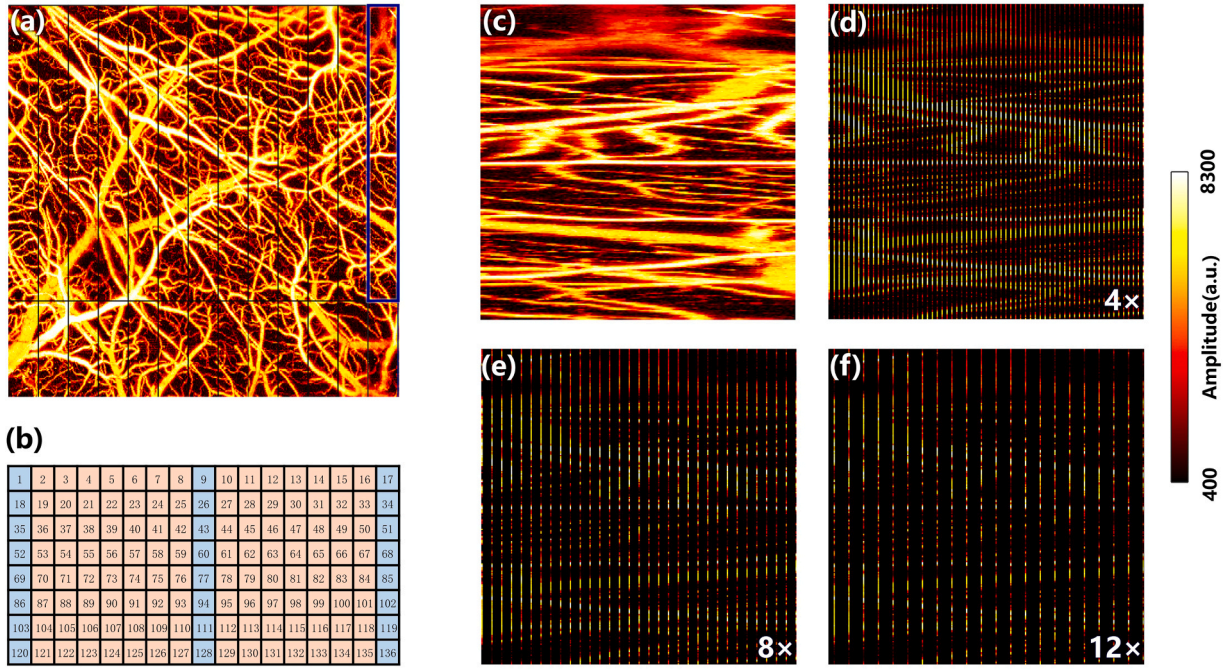 (a)
(b)
1 2 3 4 5 6 7 8 9 10 11 12 13 14 15 16 17
18 19 20 21 22 23 24 25 26 27 28 29 30 31 32 33 34
35 36 37 38 39 40 41 42 43 44 45 46 47 48 49 50 51
52 53 54 55 56 57 58 59 60 61 62 63 64 65 66 67 68
69 70 71 72 73 74 75 76 77 78 79 80 81 82 83 84 85
86 87 88 89 90 91 92 93 94 95 96 97 98 99 100 101 102
103 104 105 106 107 108 109 110 111 112 113 114 115 116 117 118 119
120 121 122 123 124 125 126 127 128 129 130 131 132 133 134 135 136
(c)
(d)
4×
(e)
8×
(f)
12×
8300
Amplitude(a.u.)
400